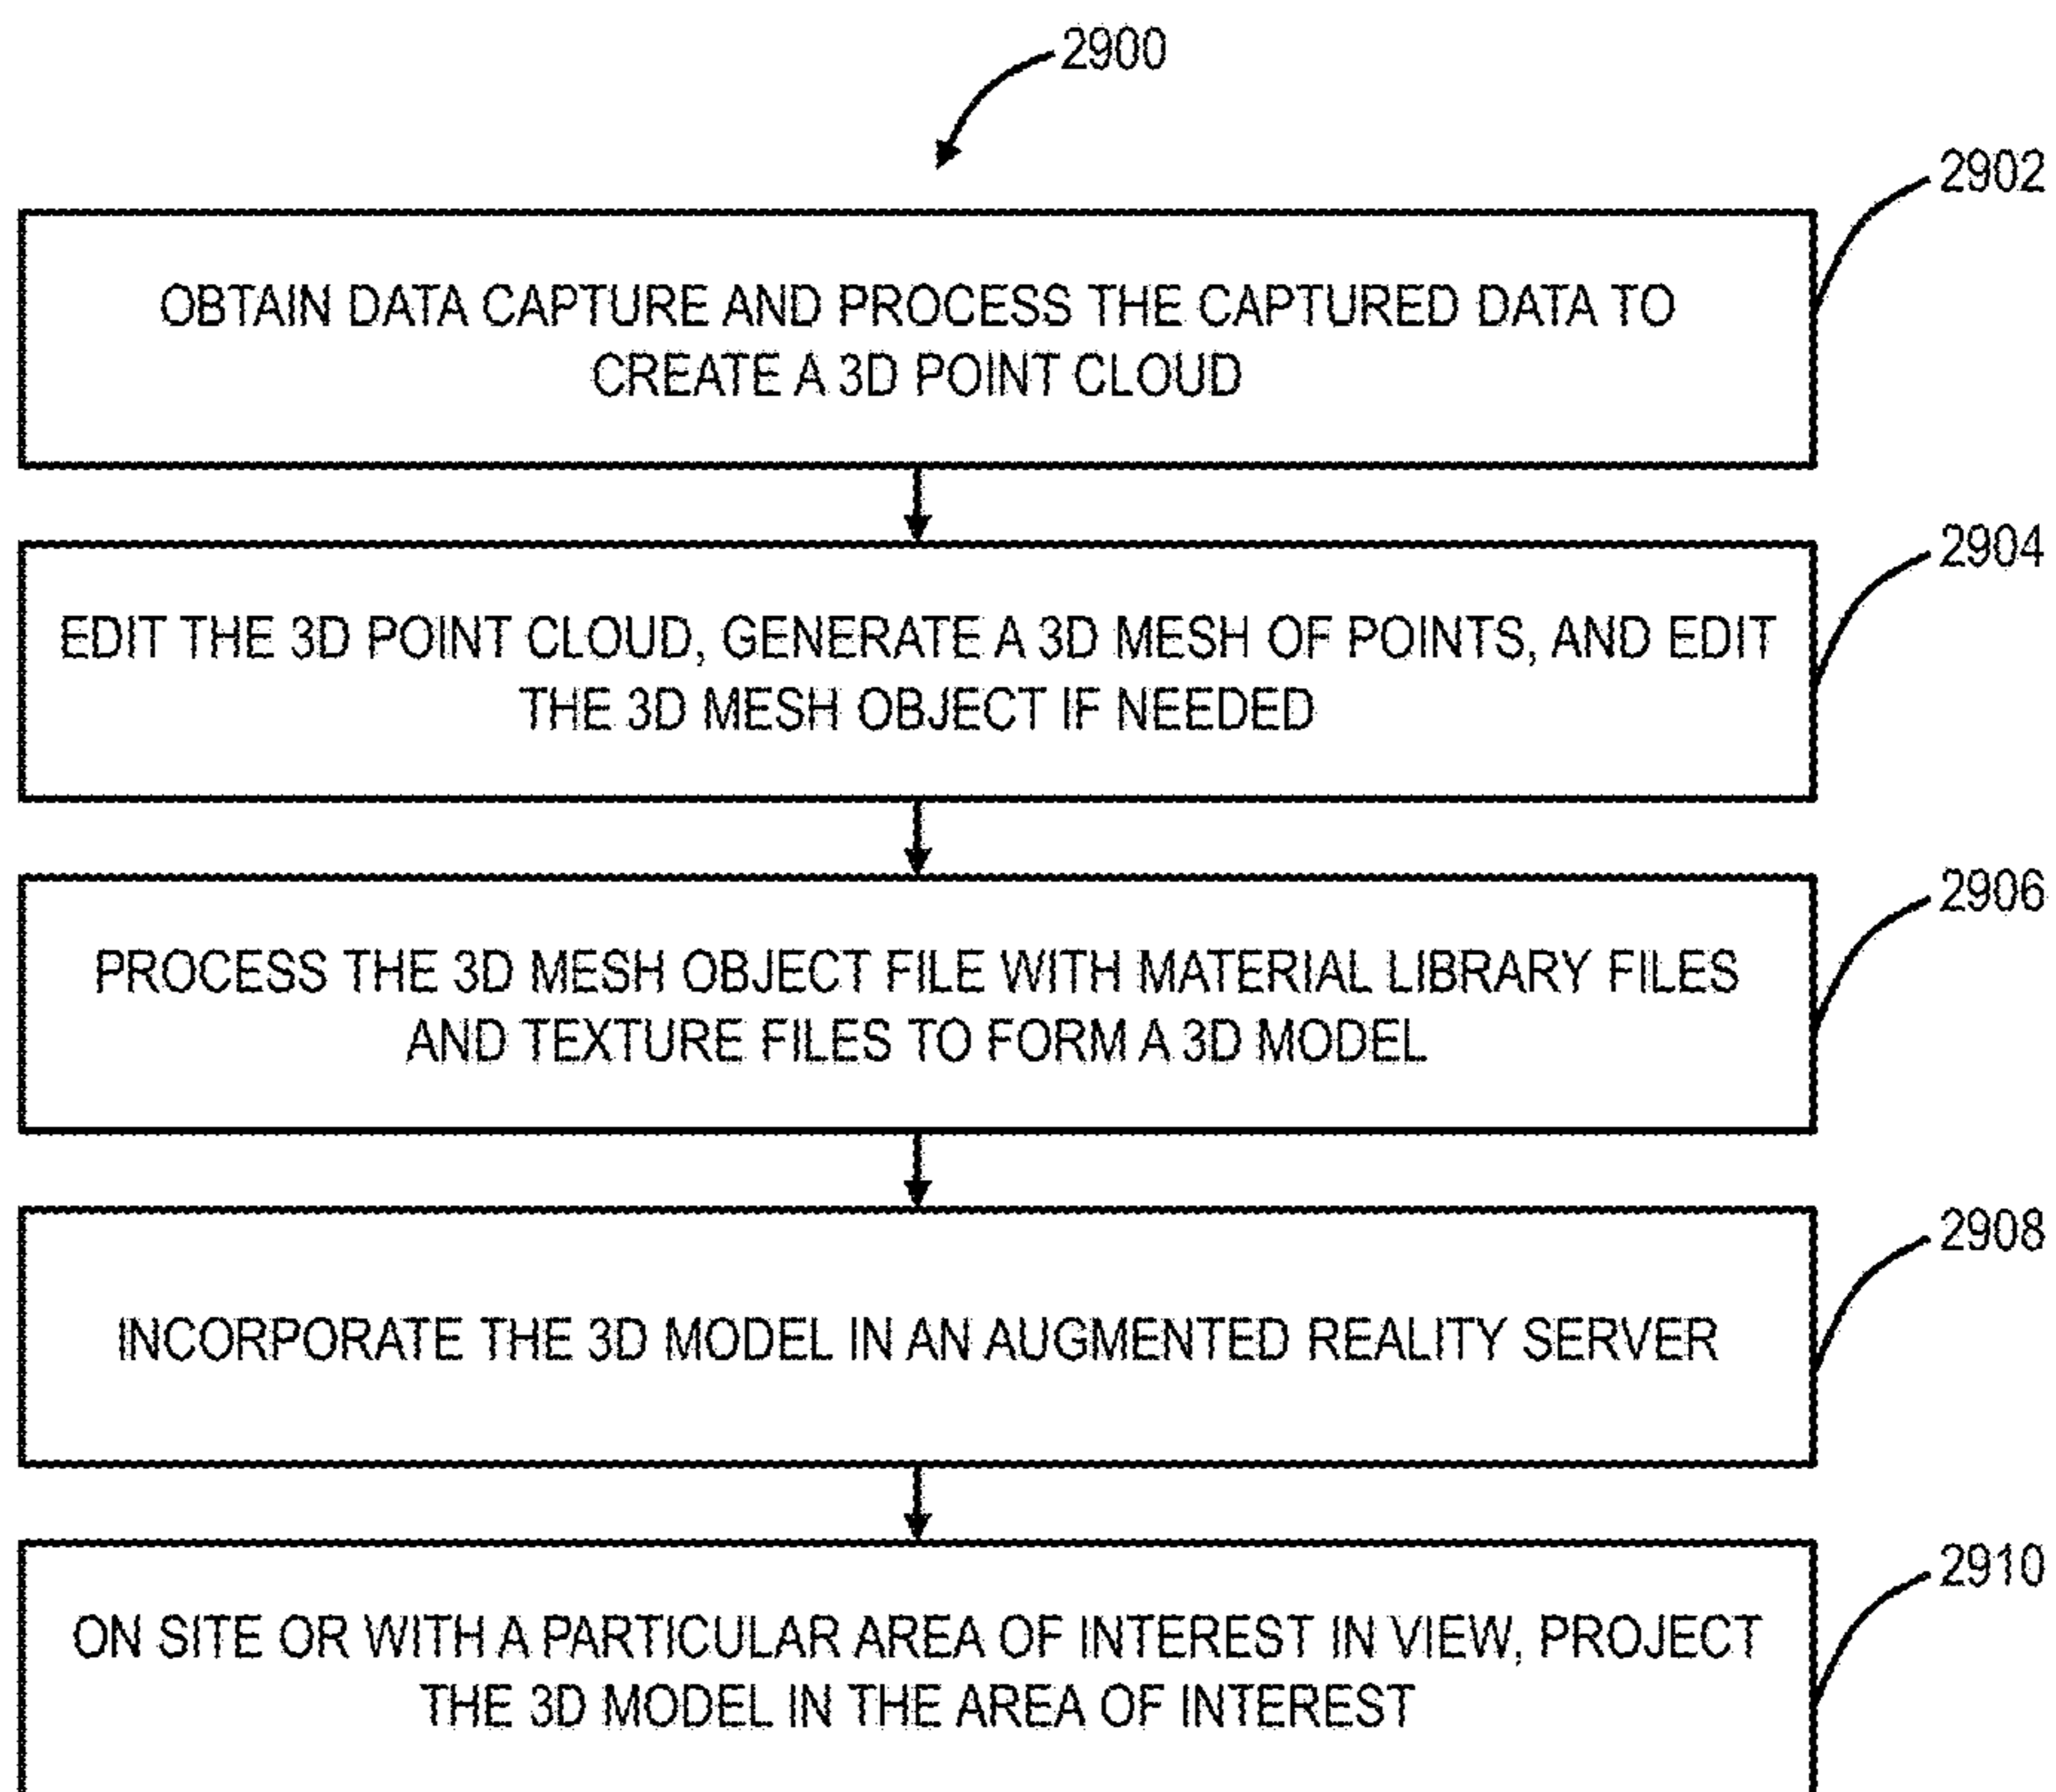 2900
2902
OBTAIN DATA CAPTURE AND PROCESS THE CAPTURED DATA TO
CREATE A 3D POINT CLOUD
2904
EDIT THE 3D POINT CLOUD, GENERATE A 3D MESH OF POINTS, AND EDIT
THE 3D MESH OBJECT IF NEEDED
2906
PROCESS THE 3D MESH OBJECT FILE WITH MATERIAL LIBRARY FILES
AND TEXTURE FILES TO FORM A 3D MODEL
2908
INCORPORATE THE 3D MODEL IN AN AUGMENTED REALITY SERVER
2910
ON SITE OR WITH A PARTICULAR AREA OF INTEREST IN VIEW, PROJECT
THE 3D MODEL IN THE AREA OF INTEREST